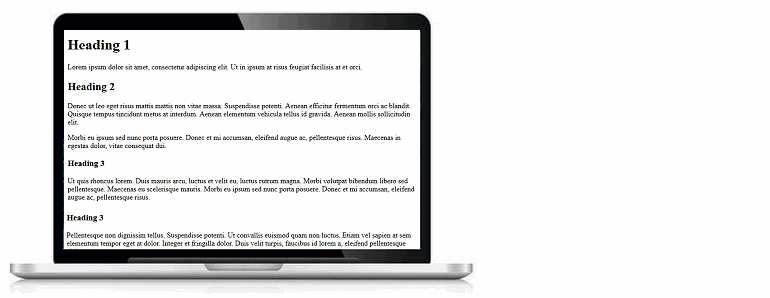 Heading 1
Lorem ipsum dolor sit amet, consectetur adipiscing elit. Ut in ipsum at risus feugiat facilisis at et orci.
Heading 2
Donec ut leo eget risus mattis mattis non vitae massa. Suspendisse potenti. Aenean efficitur fermentum orci ac blandit.
Quisque tempus tincidunt metus at interdum. Aenean elementum vehicula tellus id gravida. Aenean mollis sollicitudin
elit.
Morbi eu ipsum sed nunc porta posuere. Donec et mi accumsan, eleifend augue ac, pellentesque risus. Maecenas in
egestas dolor, vitae consequat dui.
Heading 3
Ut quis rhoncus lorem. Duis mauris arcu, luctus et velit eu, luctus rutrum magna. Morbi volutpat bibendum libero sed
pellentesque. Maecenas eu scelerisque mauris. Morbi eu ipsum sed nunc porta posuere. Donec et mi accumsan, eleifend
augue ac, pellentesque risus.
Heading 3
Pellentesque non dignissim tellus. Suspendisse potenti. Ut convallis euismod quam non luctus. Etiam vel sapien at sem
elementum tempor eget at dolor. Integer et fringilla dolor. Duis velit turpis, faucibus id lorem a, eleifend pellentesque